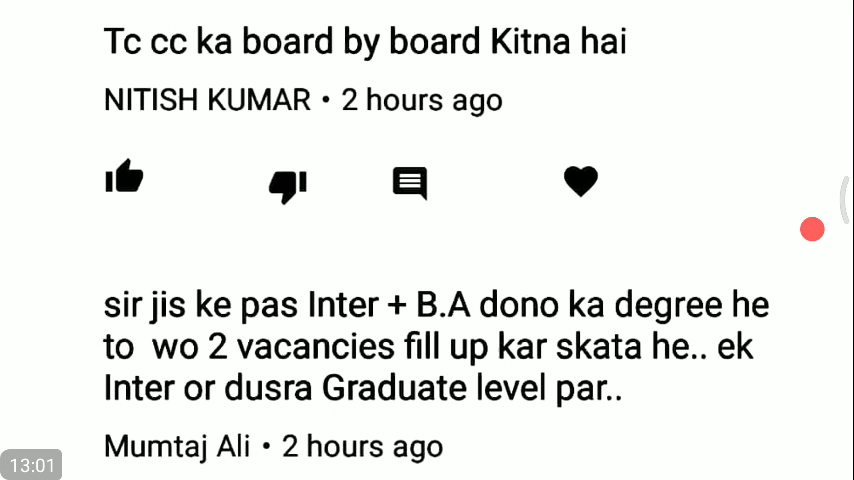 Tc cc ka board by board Kitna hai
NITISH KUMAR • 2 hours ago
sir jis ke pas Inter + B.A dono ka degree he
to wo 2 vacancies fill up kar skata he.. ek
Inter or dusra Graduate level par..
Mumtaj Ali • 2 hours ago
13:01